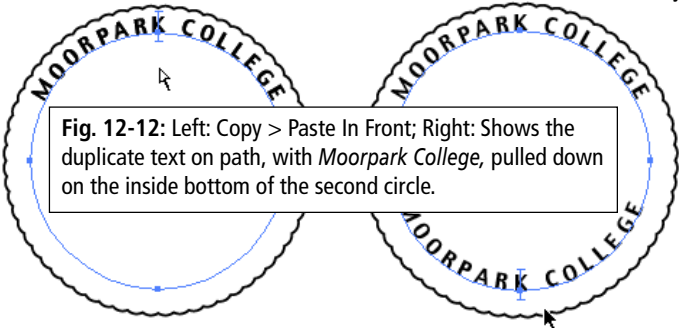 MOORPARK COLLEGE
MOORPARK COLLEGE
Fig. 12-12: Left: Copy > Paste In Front; Right: Shows the
duplicate text on path, with Moorpark College, pulled down
on the inside bottom of the second circle.
MOORPARK COLLEGE